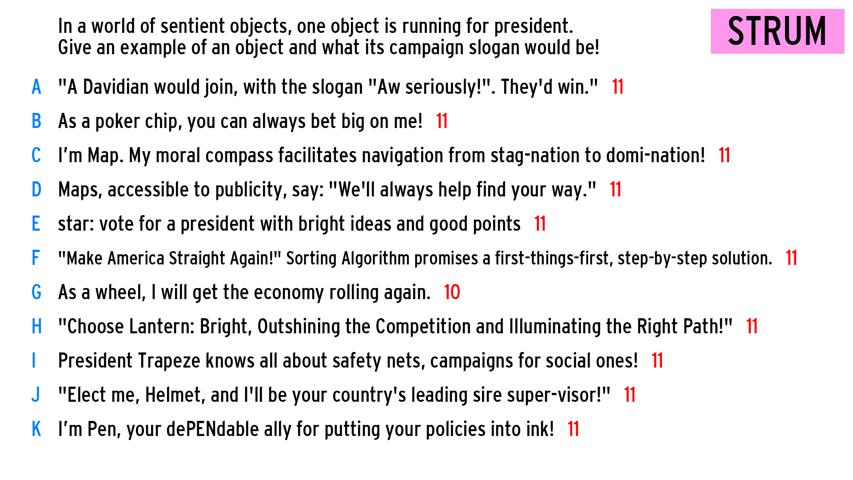 In a world of sentient objects, one object is running for president.
Give an example of an object and what its campaign slogan would be!
STRUM
A "A Davidian would join, with the slogan "Aw seriously!". They'd win." 11
B As a poker chip, you can always bet big on me! 11
C I'm Map. My moral compass facilitates navigation from stag-nation to domi-nation! 11
D Maps, accessible to publicity, say: "We'll always help find your way." 11
E star: vote for a president with bright ideas and good points 11
F "Make America Straight Again!" Sorting Algorithm promises a first-things-first, step-by-step solution. 11
G As a wheel, I will get the economy rolling again. 10
H "Choose Lantern: Bright, Outshining the Competition and Illuminating the Right Path!" 11
I President Trapeze knows all about safety nets, campaigns for social ones! 11
J "Elect me, Helmet, and I'll be your country's leading sire super-visor!" 11
K I'm Pen, your dePENdable ally for putting your policies into ink! 11